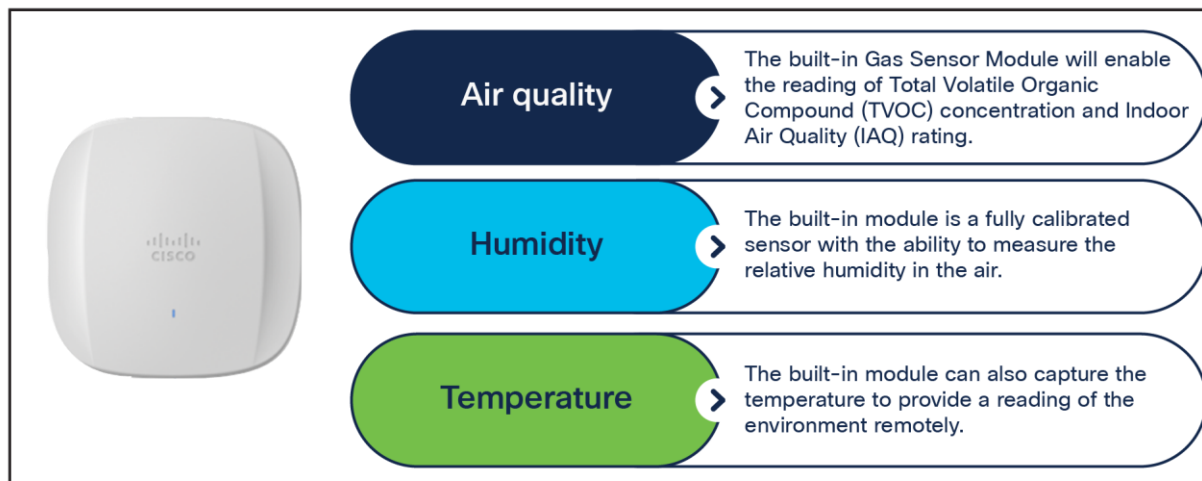 CISCO
Air quality
The built-in Gas Sensor Module will enable
the reading of Total Volatile Organic
Compound (TVOC) concentration and Indoor
Air Quality (IAQ) rating.
Humidity
The built-in module is a fully calibrated
sensor with the ability to measure the
relative humidity in the air.
Temperature
The built-in module can also capture the
temperature to provide a reading of the
environment remotely.